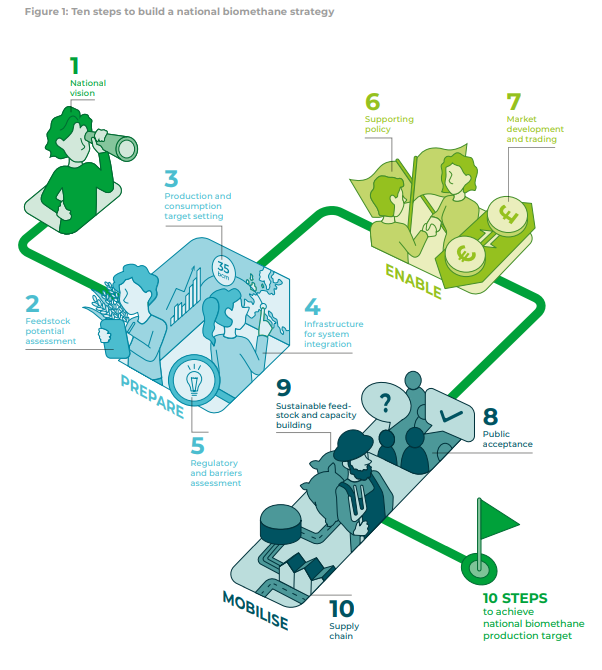 Figure 1: Ten steps to build a national biomethane strategy
1
National
vision
6
Supporting
policy
7
Market
development
and trading
3
Production and
consumption
target setting
35
bcm
£
€
ENABLE
2
Feedstock
potential
assessment
4
Infrastructure
for system
integration
PREPARE
5
Regulatory
and barriers
assessment
9
Sustainable feed-
stock and capacity
building
?
8
Public
acceptance
MOBILISE
10
Supply
chain
10 STEPS
to achieve
national biomethane
production target